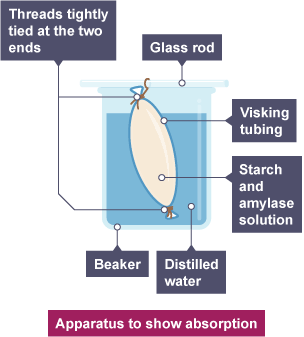 Threads tightly
tied at the two
ends
Glass rod
Visking
tubing
Starch
and
amylase
solution
Beaker
Distilled
water
Apparatus to show absorption